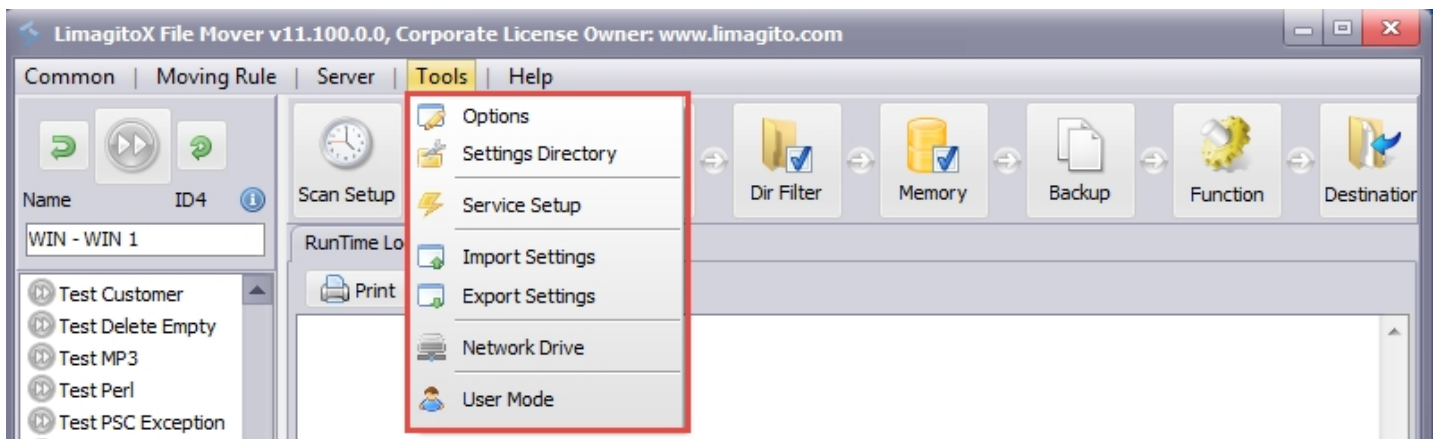 LimagitoX File Mover v11.100.0.0, Corporate License Owner: www.limagito.com
Common | Moving Rule | Server | Tools | Help
Options
Settings Directory
Service Setup
Import Settings
Export Settings
Network Drive
User Mode
Scan Setup
Dir Filter
Memory
Backup
Function
Destination
Name ID4
WIN - WIN 1
RunTime Lo
Print
Test Customer
Test Delete Empty
Test MP3
Test Perl
Test PSC Exception